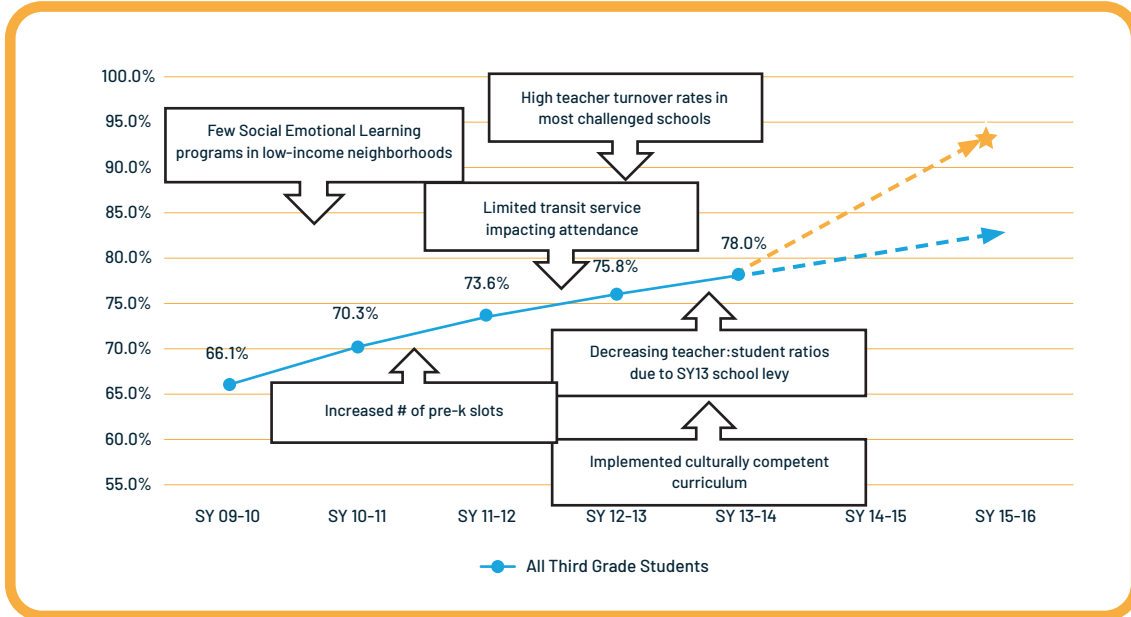 100.0%
95.0%
90.0%
85.0%
80.0%
75.0%
70.0%
65.0%
60.0%
55.0%
Few Social Emotional Learning
programs in low-income neighborhoods
High teacher turnover rates in
most challenged schools
Limited transit service
impacting attendance
66.1%
70.3%
73.6%
75.8%
78.0%
Increased # of pre-k slots
Decreasing teacher:student ratios
due to SY13 school levy
Implemented culturally competent
curriculum
SY 09-10
SY 10-11
SY 11-12
SY 12-13
SY 13-14
SY 14-15
SY 15-16
All Third Grade Students